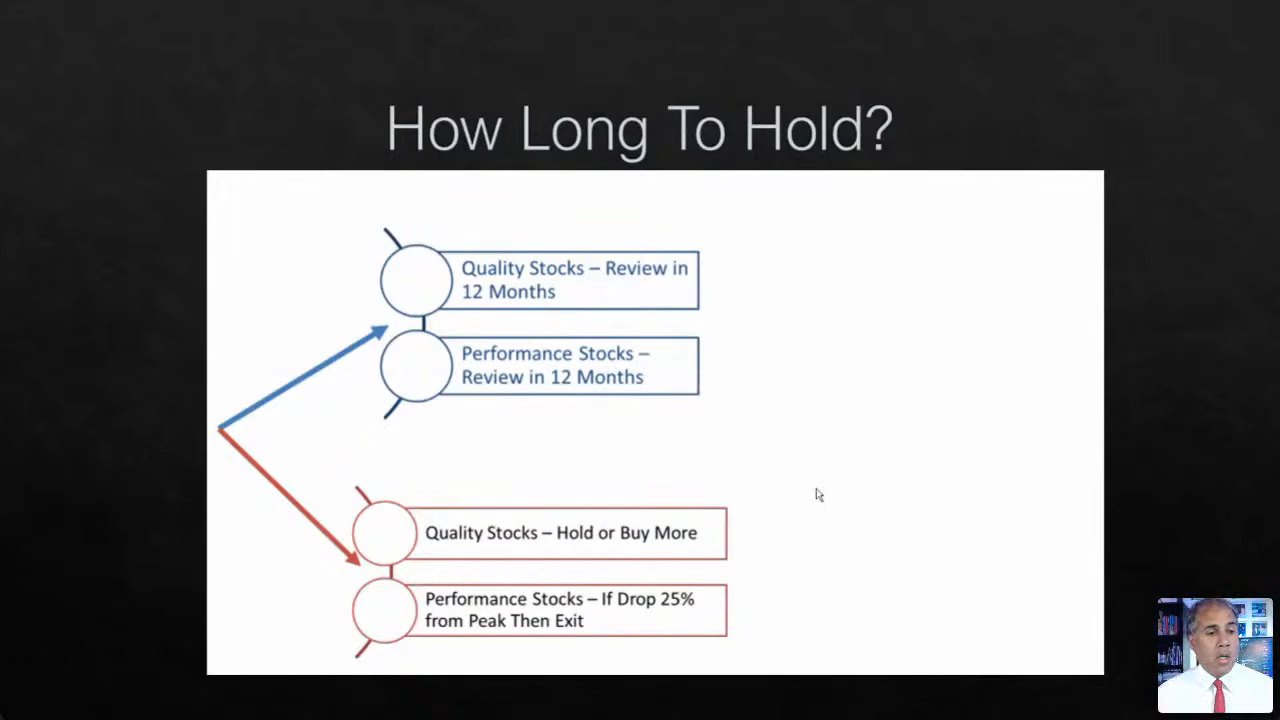 How Long To Hold?
Quality Stocks – Review in
12 Months
Performance Stocks –
Review in 12 Months
Quality Stocks – Hold or Buy More
Performance Stocks – If Drop 25%
from Peak Then Exit